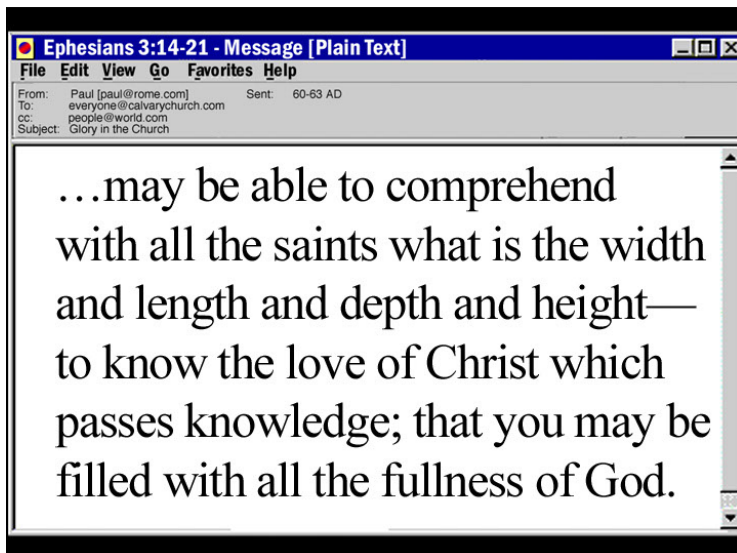 Ephesians 3:14-21 - Message [Plain Text]
File Edit View Go Favorites Help
From: Paul [paul@rome.com] Sent: 60-63 AD
To: everyone@calvarychurch.com
cc: people@world.com
Subject: Glory in the Church
…may be able to comprehend
with all the saints what is the width
and length and depth and height—
to know the love of Christ which
passes knowledge; that you may be
filled with all the fullness of God.